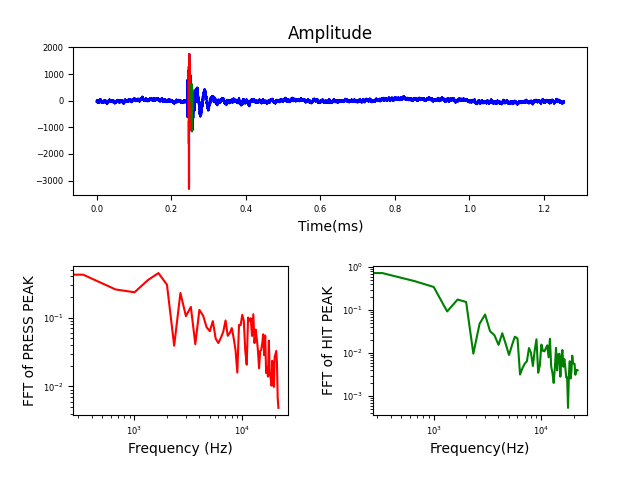 Amplitude
2000
1000
0
−1000
−2000
−3000
0.0 0.2 0.4 0.6 0.8 1.0 1.2
Time(ms)
FFT of PRESS PEAK
10⁻¹
10⁻²
10³ 10⁴
Frequency (Hz)
FFT of HIT PEAK
10⁰
10⁻¹
10⁻²
10⁻³
10³ 10⁴
Frequency(Hz)